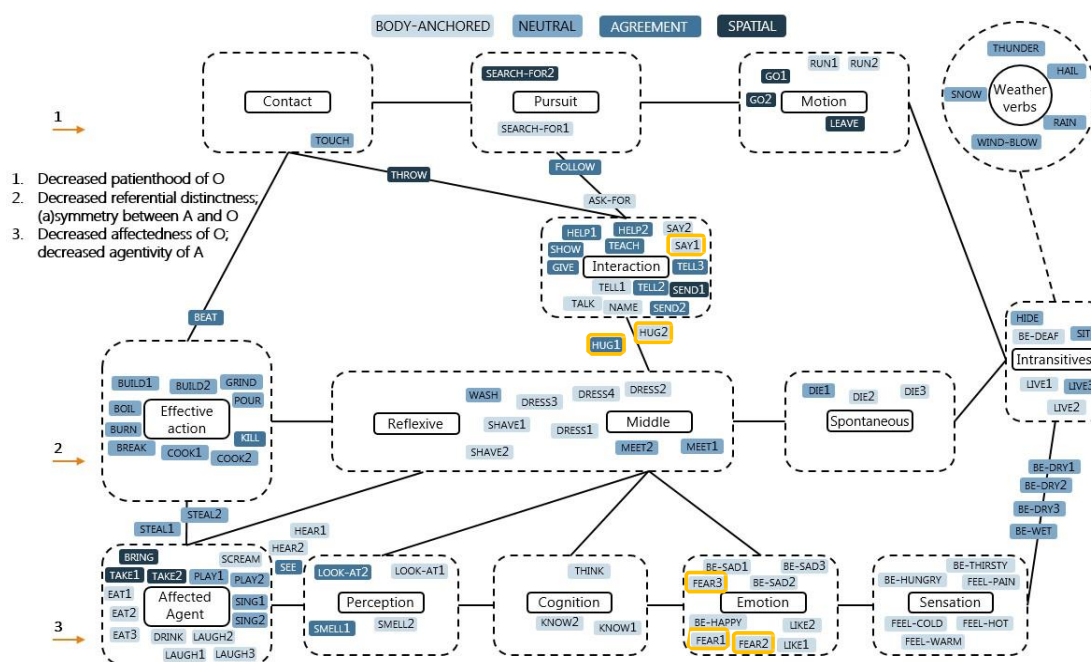 BODY-ANCHORED NEUTRAL AGREEMENT SPATIAL
1
SEARCH-FOR2
Contact
Pursuit
SEARCH-FOR1
TOUCH
RUN1 RUN2
GO1
GO2
Motion
LEAVE
THUNDER
HAIL
SNOW
Weather
verbs
RAIN
WIND-BLOW
1. Decreased patienthood of O
2. Decreased referential distinctness;
(a)symmetry between A and O
3. Decreased affectedness of O;
decreased agentivity of A
THROW
FOLLOW
ASK-FOR
HELP1 HELP2 SAY2
SHOW TEACH SAY1
GIVE Interaction TELL3
TELL1 TELL2 SEND1
TALK NAME SEND2
BEAT
HUG1 HUG2
HIDE
BE-DEAF SIT
Intransitives
LIVE1 LIVE3
LIVE2
2
BUILD1 BUILD2 GRIND
POUR
BOIL Effective
action
BURN
KILL
BREAK COOK1 COOK2
WASH DRESS3 DRESS4 DRESS2
Reflexive SHAVE1 DRESS1 Middle
SHAVE2 MEET2 MEET1
DIE1 DIE2 DIE3
Spontaneous
BE-DRY1
BE-DRY2
BE-DRY3
BE-WET
STEAL2
STEAL1
HEAR1
HEAR2
SEE
3
BRING SCREAM
TAKE1 TAKE2 PLAY1 PLAY2
EAT1 Affected
Agent SING1
EAT2 SING2
EAT3 DRINK LAUGH2
LAUGH1 LAUGH3
LOOK-AT2 LOOK-AT1
Perception
SMELL1 SMELL2
THINK
Cognition
KNOW2 KNOW1
BE-SAD1 BE-SAD3
FEAR3 BE-SAD2
Emotion
BE-HAPPY LIKE2
FEAR1 FEAR2 LIKE1
BE-THIRSTY
BE-HUNGRY FEEL-PAIN
Sensation
FEEL-COLD FEEL-HOT
FEEL-WARM